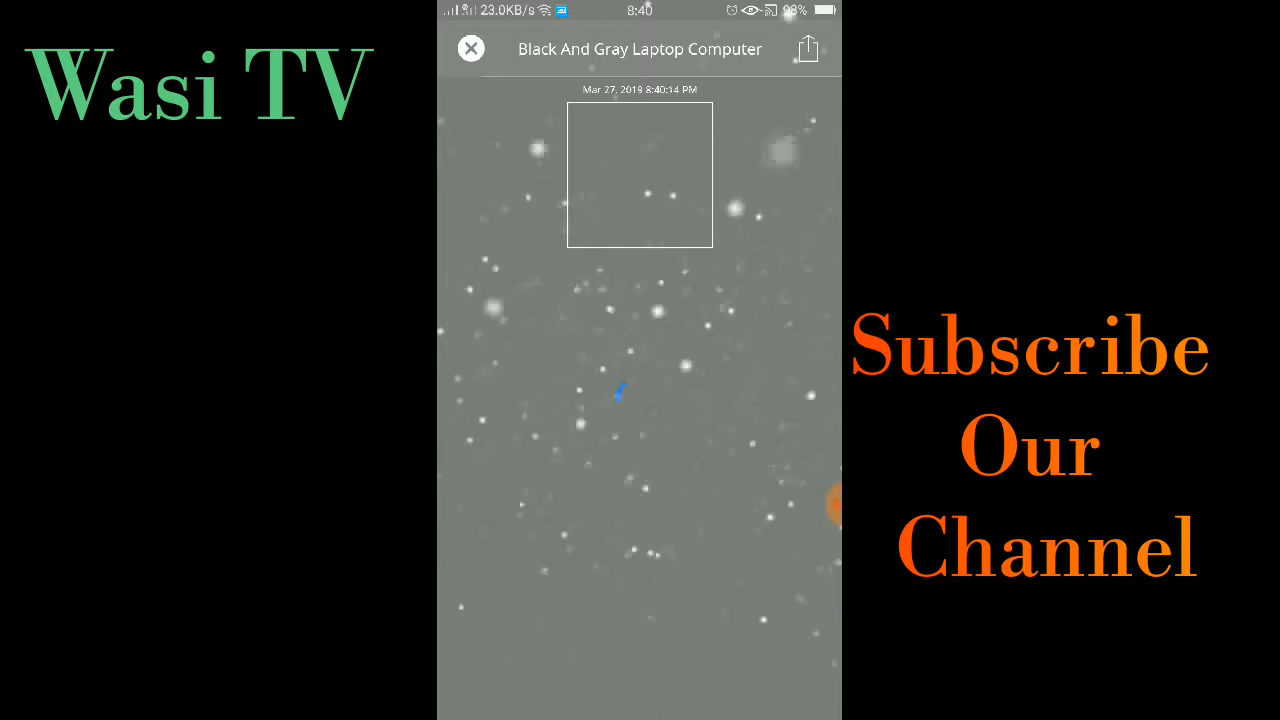 Wasi TV
23.0KB/s
8:40
98%
Black And Gray Laptop Computer
Mar 27, 2019 8:40:14 PM
Subscribe
Our
Channel